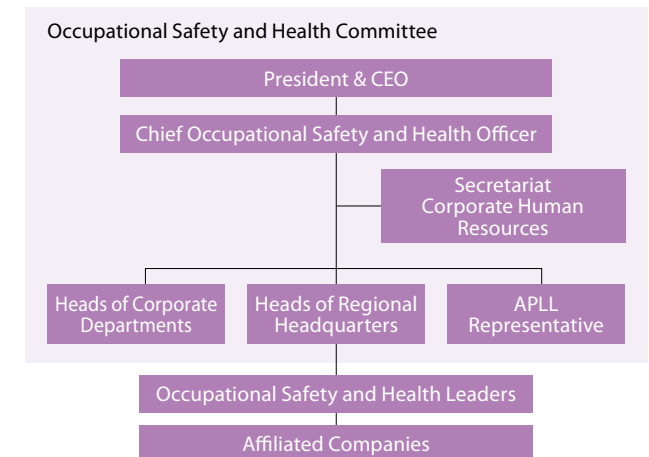 Occupational Safety and Health Committee
President & CEO
Chief Occupational Safety and Health Officer
Secretariat
Corporate Human
Resources
Heads of Corporate
Departments
Heads of Regional
Headquarters
APLL
Representative
Occupational Safety and Health Leaders
Affiliated Companies